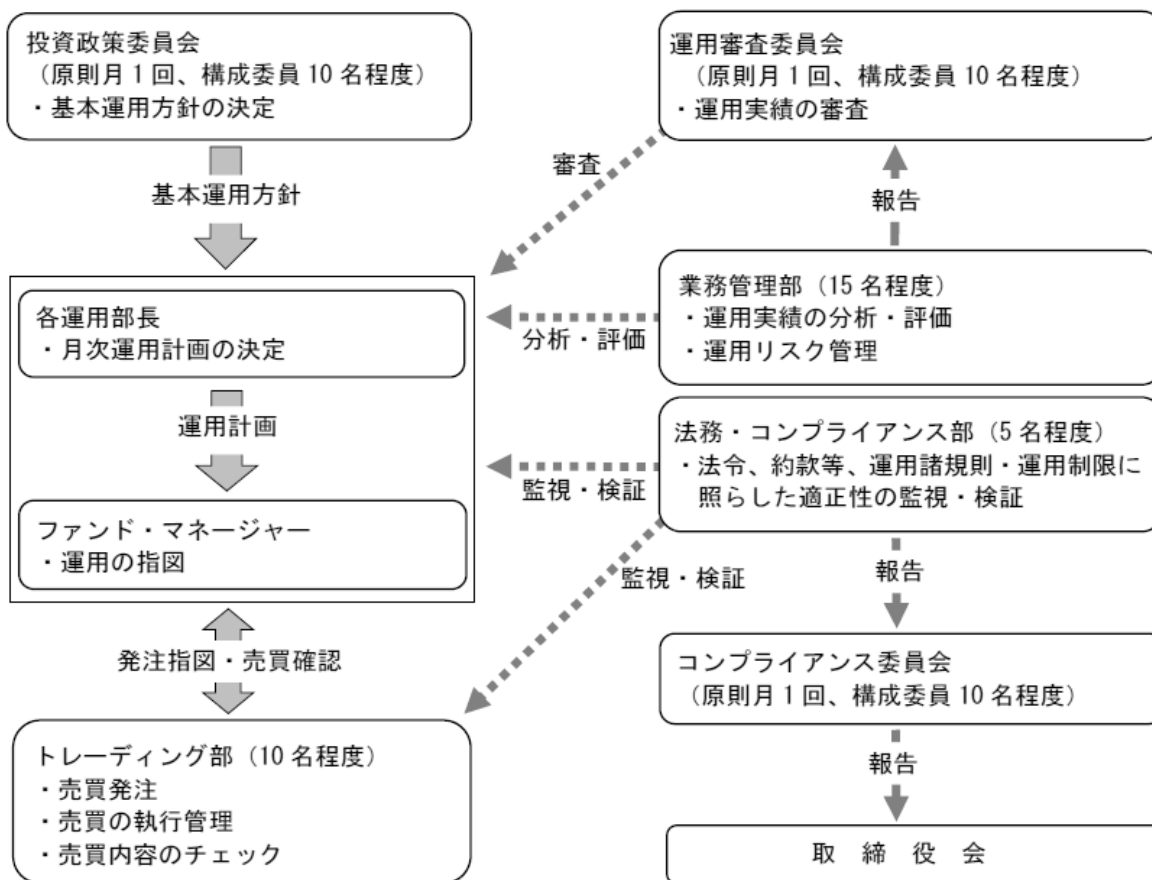 投資政策委員会
（原則月1回、構成委員10名程度）
・基本運用方針の決定
基本運用方針
各運用部長
・月次運用計画の決定
運用計画
ファンド・マネージャー
・運用の指図
発注指図・売買確認
トレーディング部（10名程度）
・売買発注
・売買の執行管理
・売買内容のチェック
運用審査委員会
（原則月1回、構成委員10名程度）
・運用実績の審査
審査
報告
業務管理部（15名程度）
・運用実績の分析・評価
・運用リスク管理
分析・評価
法務・コンプライアンス部（5名程度）
・法令、約款等、運用諸規則・運用制限に
照らした適正性の監視・検証
監視・検証
監視・検証
報告
コンプライアンス委員会
（原則月1回、構成委員10名程度）
報告
取　締　役　会